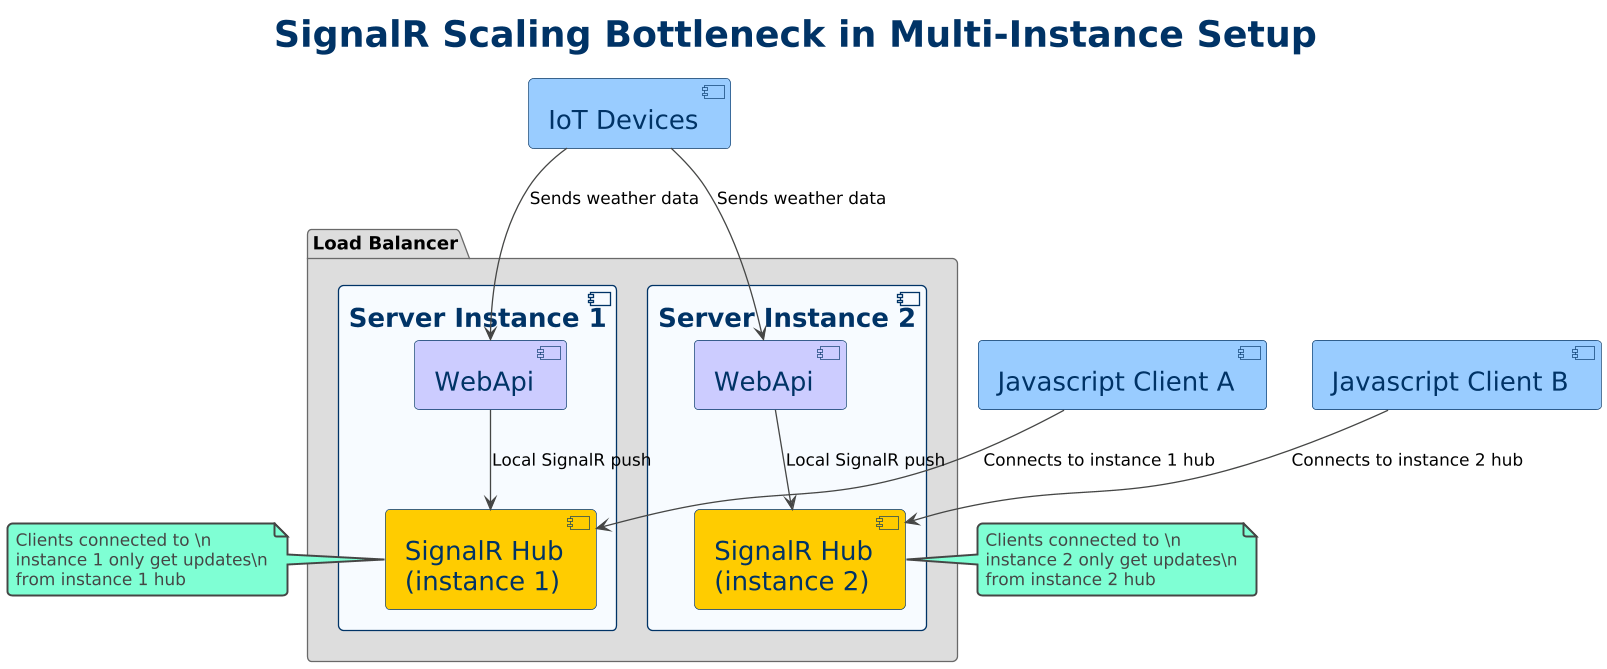 SignalR Scaling Bottleneck in Multi-Instance Setup
IoT Devices
Sends weather data
Sends weather data
Load Balancer
Server Instance 1
Server Instance 2
WebApi
WebApi
Javascript Client A
Javascript Client B
Local SignalR push
Local SignalR push
Connects to instance 1 hub
Connects to instance 2 hub
Clients connected to \n
instance 1 only get updates\n
from instance 1 hub
SignalR Hub
(instance 1)
SignalR Hub
(instance 2)
Clients connected to \n
instance 2 only get updates\n
from instance 2 hub